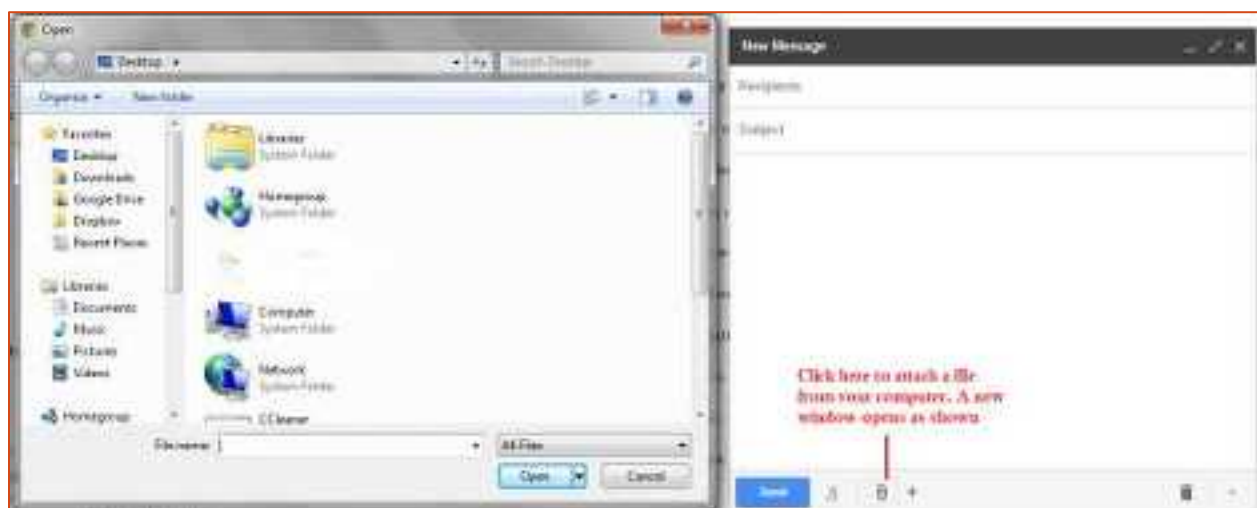 Open
Desktop
Search Desktop
Organize
New folder
Favorites
Desktop
Downloads
Google Drive
Dropbox
Recent Places
Libraries
Documents
Music
Pictures
Videos
Homegroup
Libraries
System Folder
Homegroup
System Folder
Computer
System Folder
Network
System Folder
CCleaner
File name:
All Files
Open
Cancel
New Message
Recipients
Subject
Click here to attach a file
from your computer. A new
window opens as shown
Send